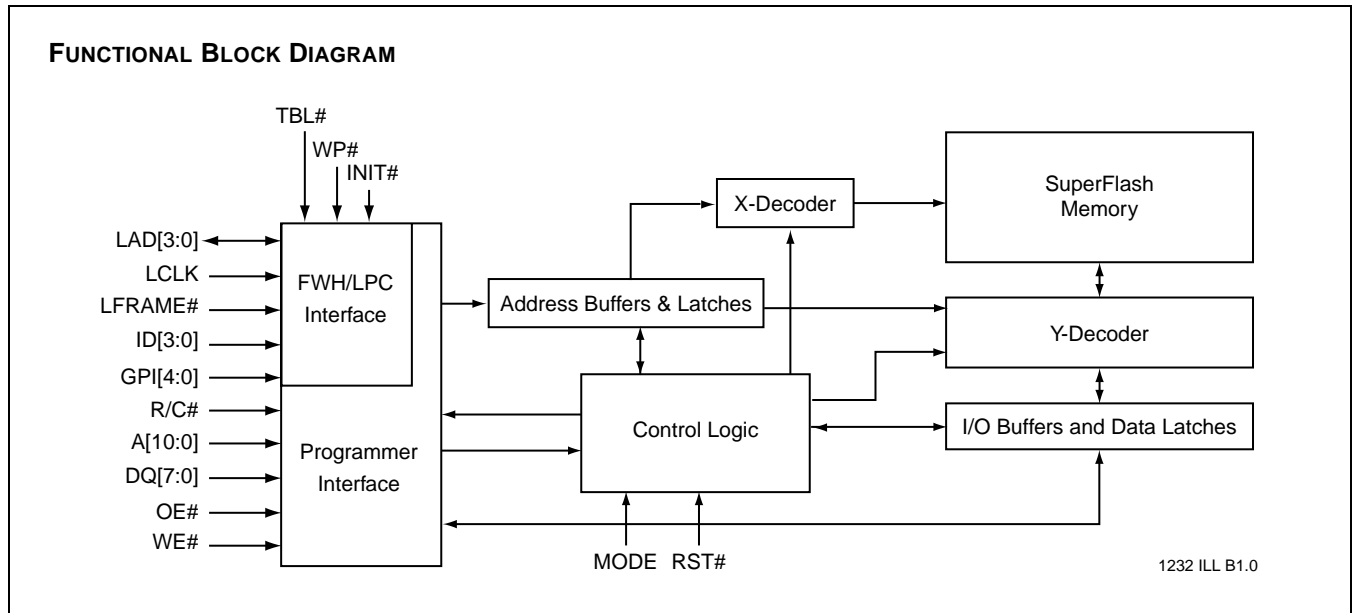 FUNCTIONAL BLOCK DIAGRAM
TBL#
WP#
INIT#
LAD[3:0]
LCLK
LFRAME#
ID[3:0]
GPI[4:0]
R/C#
A[10:0]
DQ[7:0]
OE#
WE#
FWH/LPC
Interface
Programmer
Interface
Address Buffers & Latches
X-Decoder
Control Logic
MODE
RST#
SuperFlash
Memory
Y-Decoder
I/O Buffers and Data Latches
1232 ILL B1.0